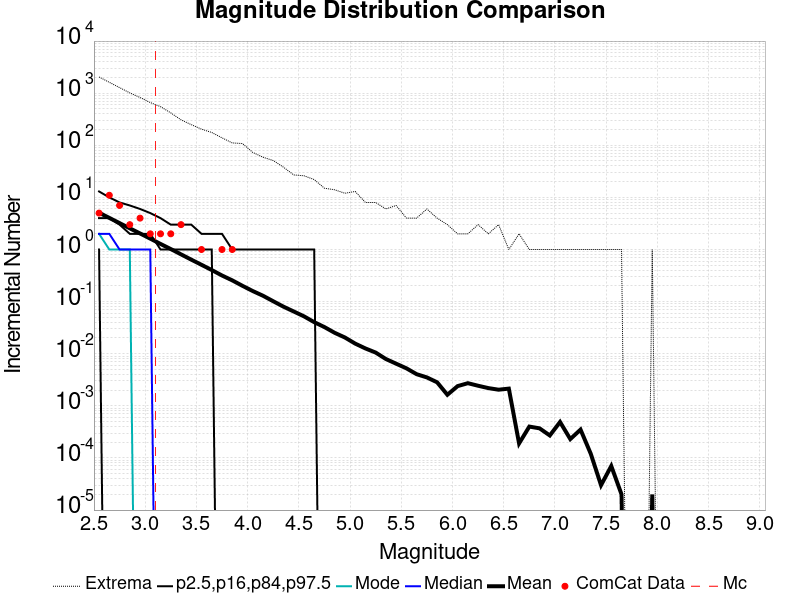 Magnitude Distribution Comparison
10 4
10 3
10 2
10 1
10 0
10 -1
10 -2
10 -3
10 -4
10 -5
Incremental Number
2.5 3.0 3.5 4.0 4.5 5.0 5.5 6.0 6.5 7.0 7.5 8.0 8.5 9.0
Magnitude
Extrema p2.5,p16,p84,p97.5 Mode Median Mean ComCat Data Mc